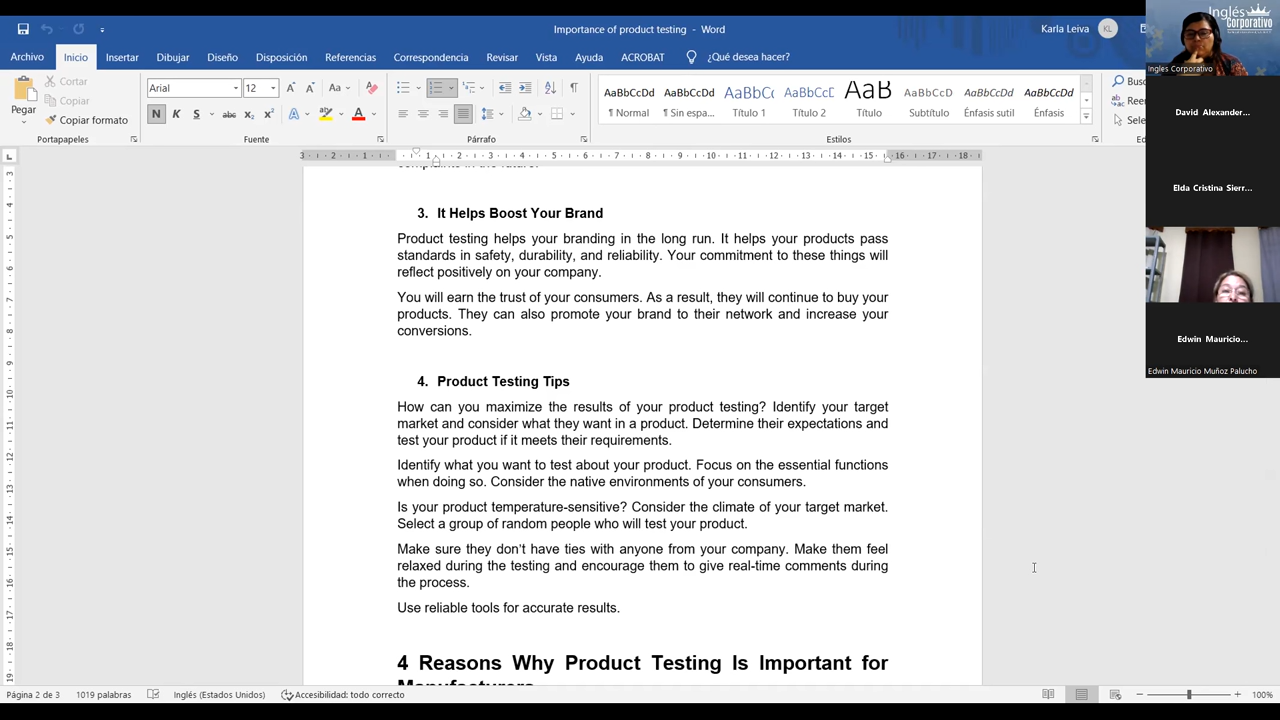 Importance of product testing - Word
Karla Leiva
KL
Inglés
Corporativo
Archivo Inicio Insertar Dibujar Diseño Disposición Referencias Correspondencia Revisar Vista Ayuda ACROBAT ¿Qué desea hacer?
Pegar
Cortar
Copiar
Copiar formato
Portapapeles
Arial 12
N K S abc x₂ x²
Fuente
Párrafo
AaBbCcDd AaBbCcDd AaBbCc AaBbCcD AaB AaBbCcD AaBbCcDd AaBbCcDd
¶ Normal ¶ Sin espa... Título 1 Título 2 Título Subtítulo Énfasis sutil Énfasis
Estilos
Inglés Corporativo
David Alexander...
Elda Cristina Sierr...
Edwin Mauricio...
Edwin Mauricio Muñoz Palucho
complaints in the future.
3. It Helps Boost Your Brand
Product testing helps your branding in the long run. It helps your products pass
standards in safety, durability, and reliability. Your commitment to these things will
reflect positively on your company.
You will earn the trust of your consumers. As a result, they will continue to buy your
products. They can also promote your brand to their network and increase your
conversions.
4. Product Testing Tips
How can you maximize the results of your product testing? Identify your target
market and consider what they want in a product. Determine their expectations and
test your product if it meets their requirements.
Identify what you want to test about your product. Focus on the essential functions
when doing so. Consider the native environments of your consumers.
Is your product temperature-sensitive? Consider the climate of your target market.
Select a group of random people who will test your product.
Make sure they don't have ties with anyone from your company. Make them feel
relaxed during the testing and encourage them to give real-time comments during
the process.
Use reliable tools for accurate results.
4 Reasons Why Product Testing Is Important for
Manufacturers
Página 2 de 3 1019 palabras Inglés (Estados Unidos) Accesibilidad: todo correcto 100%